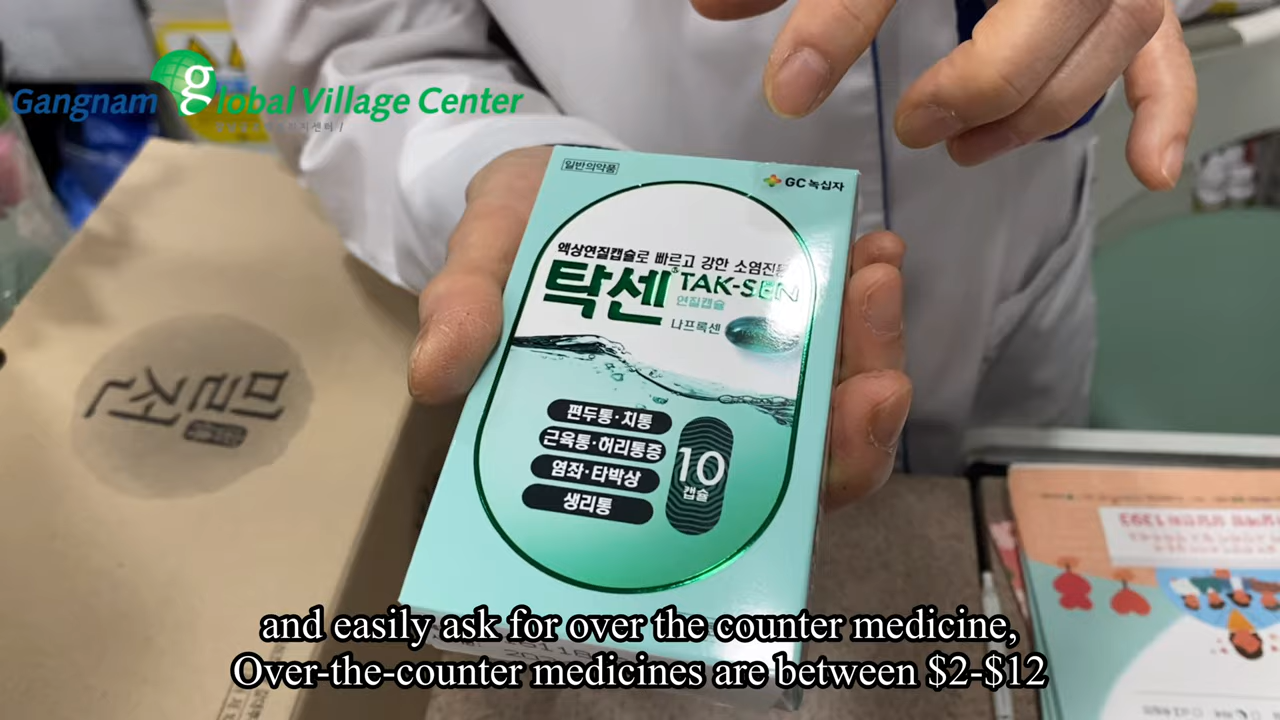 Gangnam global Village Center
일반의약품
GC 녹십자
액상연질캡슐로 빠르고 강한 소염진통
탁센 TAK-SEN
연질캡슐
나프록센
편두통·치통
근육통·허리통증
염좌·타박상
생리통
10
캡슐
밀전
and easily ask for over the counter medicine,
Over-the-counter medicines are between $2-$12